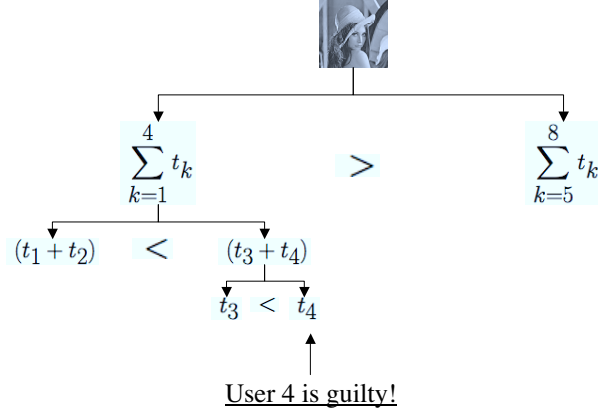 ∑_{k=1}^{4} t_k > ∑_{k=5}^{8} t_k
(t_1 + t_2) < (t_3 + t_4)
t_3 < t_4
User 4 is guilty!